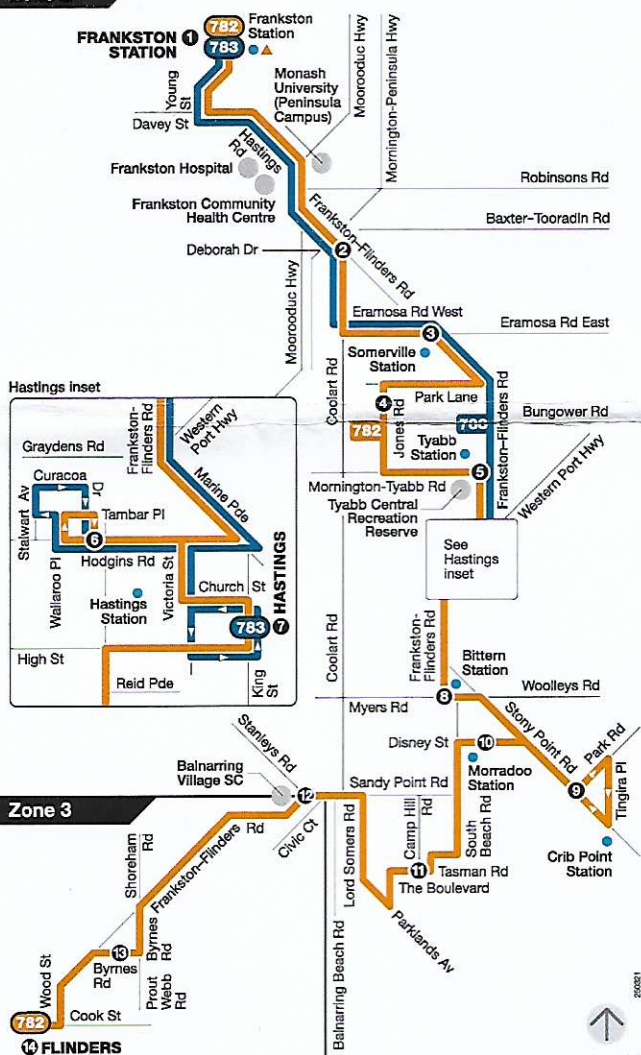 782
783
FRANKSTON
STATION
1
Frankston
Station
Monash
University
(Peninsula
Campus)
Moorooduc Hwy
Mornington-Peninsula Hwy
Young
St
Davey St
Hastings
Rd
Frankston Hospital
Frankston Community
Health Centre
Robinsons Rd
Baxter-Tooradin Rd
Frankston–Flinders Rd
Deborah Dr
2
Moorooduc Hwy
Eramosa Rd West
3
Eramosa Rd East
Somerville
Station
Coolart Rd
Park Lane
4
Jones Rd
782
Bungower Rd
Tyabb
Station
Frankston–Flinders Rd
5
Mornington-Tyabb Rd
Tyabb Central
Recreation
Reserve
Western Port Hwy
See
Hastings
inset
Hastings inset
Graydens Rd
Frankston-
Flinders Rd
Western
Port Hwy
Marine Pde
Curacoa
Dr
Stalwart Av
Tambar Pl
6
Hodgins Rd
Wallaroo Pl
Hastings
Station
Victoria St
Church St
783
7
HASTINGS
High St
Reid Pde
King
St
Frankston-
Flinders Rd
Coolart Rd
Bittern
Station
8
Woolleys Rd
Myers Rd
Stony Point Rd
Disney St
10
Morradoo
Station
Park Rd
Tingira Pl
9
Crib Point
Station
Stanleys Rd
Balnarring
Village SC
12
Sandy Point Rd
Camp Hill
Rd
South
Beach Rd
Civic Ct
Lord Somers Rd
11
Tasman Rd
The Boulevard
Parklands Av
Balnarring Beach Rd
Zone 3
Shoreham
Rd
Frankston–Flinders Rd
13
Byrnes
Rd
Byrnes
Rd
Prout
Webb
Rd
Wood St
Cook St
782
14 FLINDERS
250321